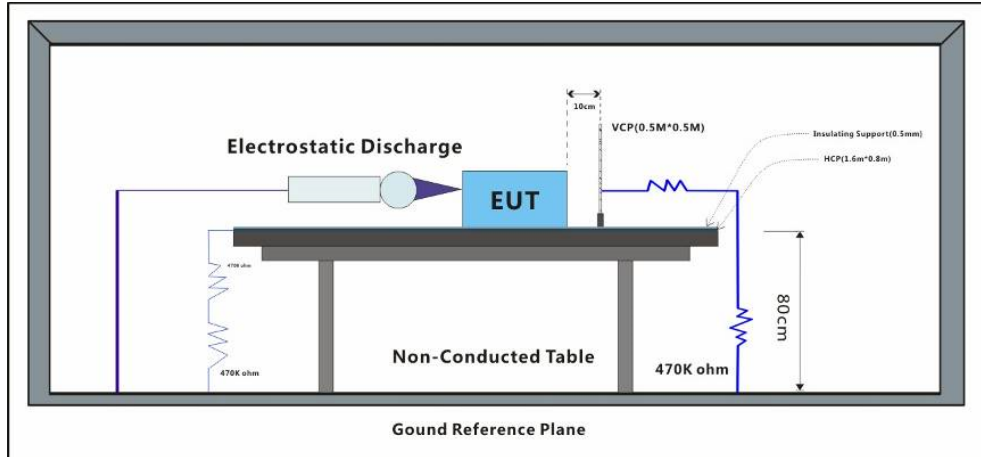 10cm
VCP(0.5M*0.5M)
Insulating Support(0.5mm)
Electrostatic Discharge
HCP(1.6m*0.8m)
EUT
470K ohm
80cm
Non-Conducted Table
470K ohm
470K ohm
Gound Reference Plane